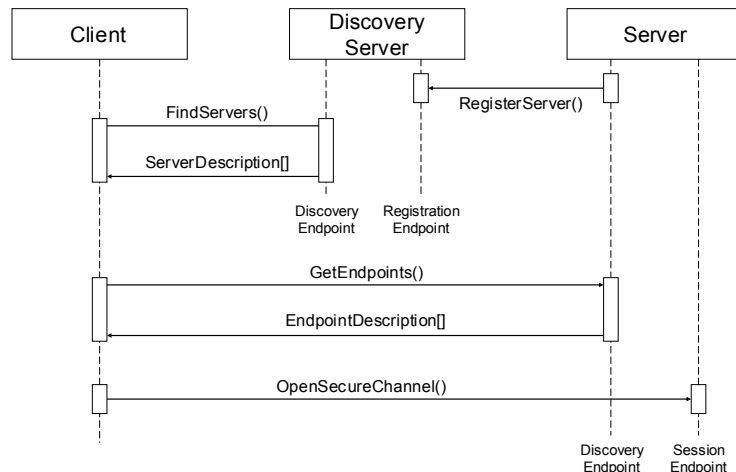 Client
Discovery
Server
Server
RegisterServer()
FindServers()
ServerDescription[]
Discovery
Endpoint
Registration
Endpoint
GetEndpoints()
EndpointDescription[]
OpenSecureChannel()
Discovery
Endpoint
Session
Endpoint